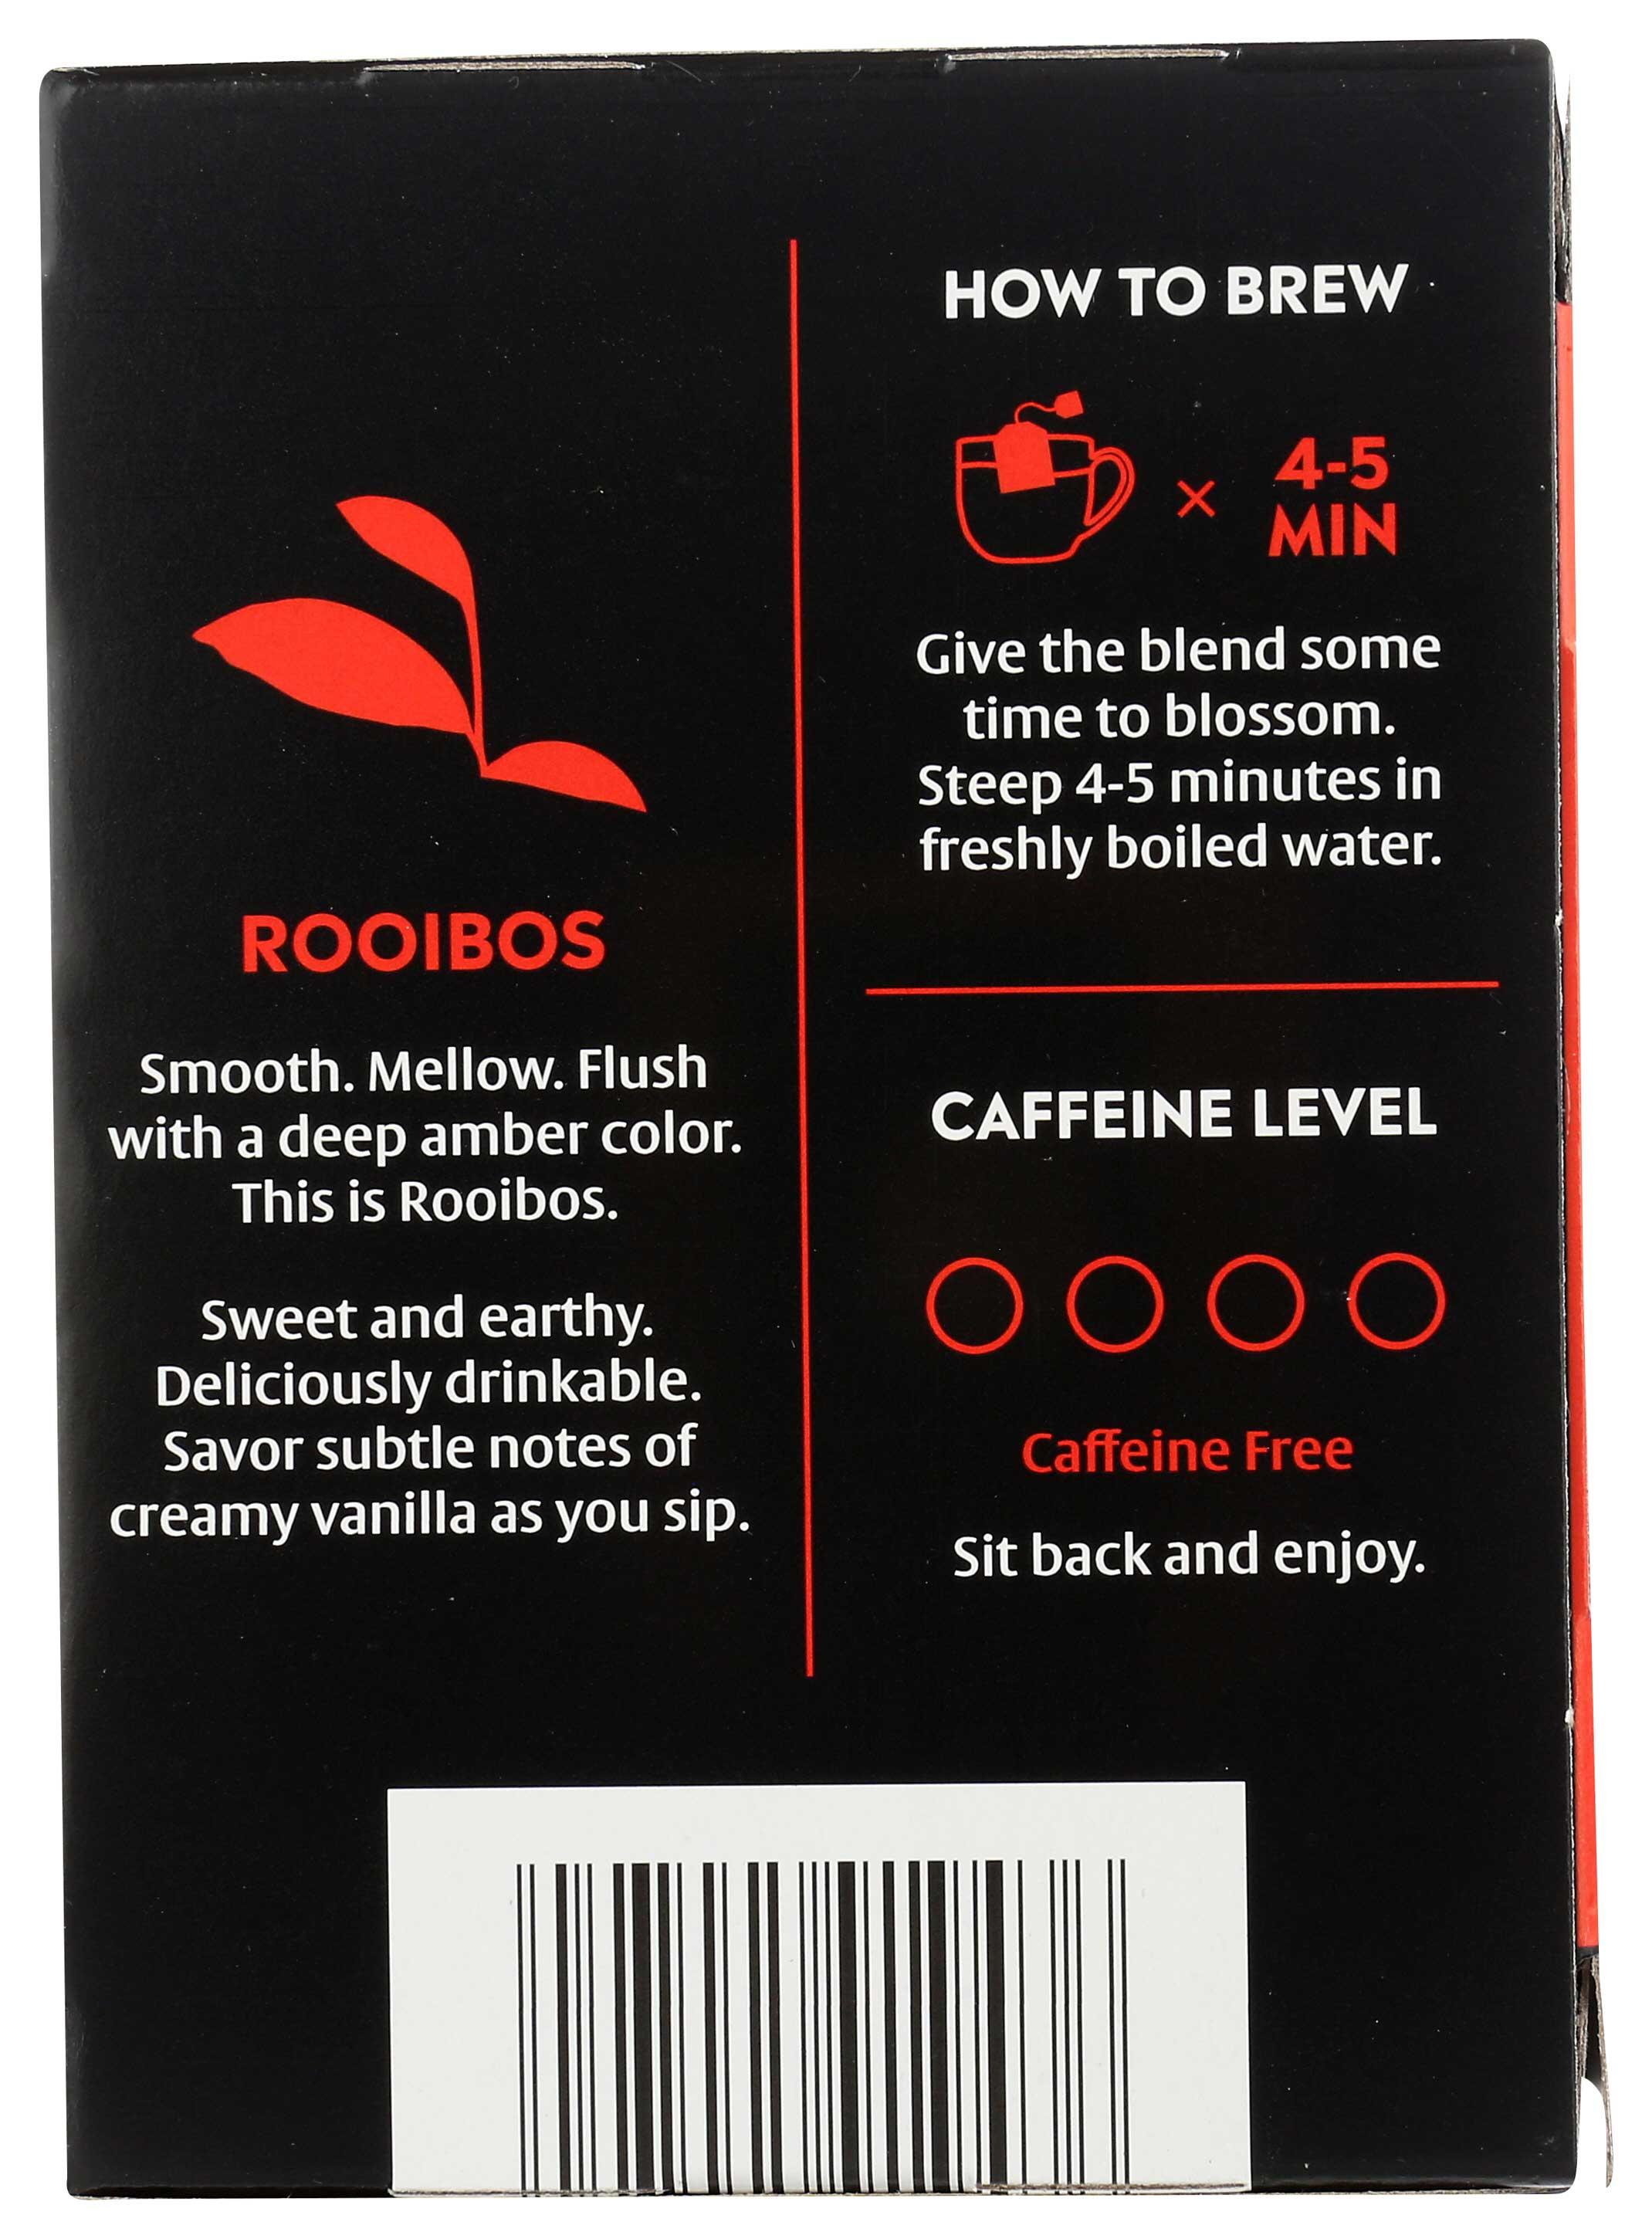 ROOIBOS
Smooth. Mellow. Flush
with a deep amber color.
This is Rooibos.
Sweet and earthy.
Deliciously drinkable.
Savor subtle notes of
creamy vanilla as you sip.
HOW TO BREW
× 4-5
MIN
Give the blend some
time to blossom.
Steep 4-5 minutes in
freshly boiled water.
CAFFEINE LEVEL
Caffeine Free
Sit back and enjoy.